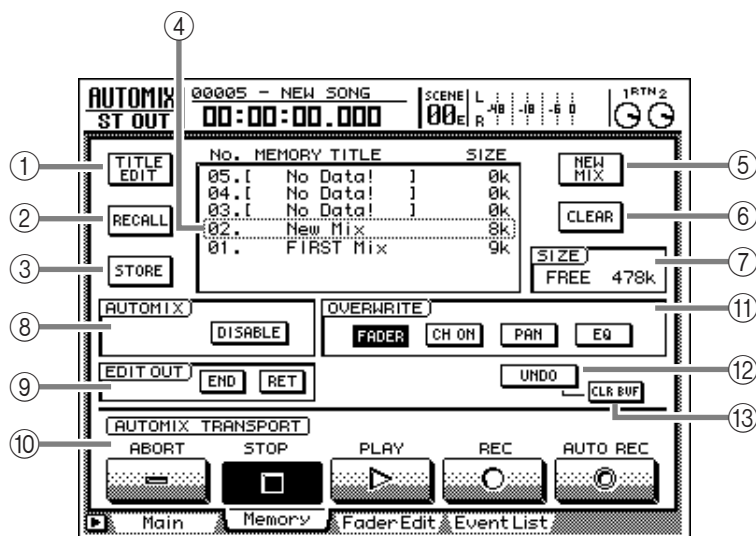 ④
AUTOMIX 00005 - NEW SONG SCENE L -48 -18 -6 0 1RTN2
ST OUT 00:00:00.000 00E R
① TITLE EDIT
No. MEMORY TITLE SIZE
⑤ NEW MIX
05.[ No Data! ] 0k
04.[ No Data! ] 0k
② RECALL
03.[ No Data! ] 0k
⑥ CLEAR
02. New Mix 8k
01. FIRST Mix 9k
③ STORE
SIZE ⑦
FREE 478k
AUTOMIX OVERWRITE ⑪
⑧ DISABLE FADER CH ON PAN EQ
EDIT OUT
⑨ END RET UNDO ⑫
CLR BUF ⑬
AUTOMIX TRANSPORT
⑩ ABORT STOP PLAY REC AUTO REC
Main Memory Fader Edit Event List